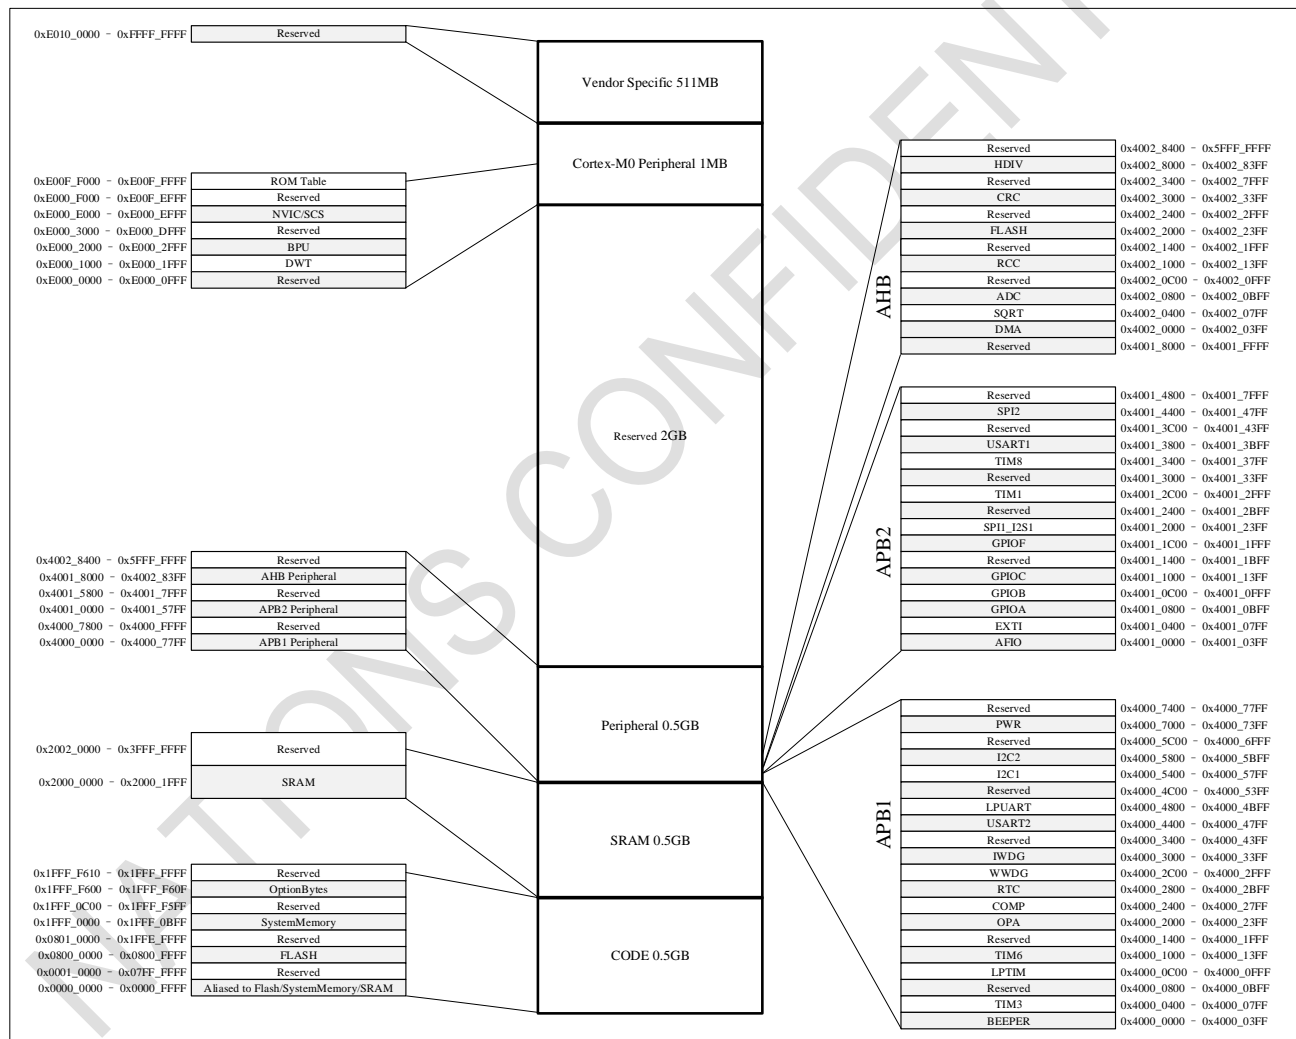 0xE010_0000 - 0xFFFF_FFFF Reserved
Vendor Specific 511MB
Cortex-M0 Peripheral 1MB
0xE00F_F000 - 0xE00F_FFFF ROM Table
0xE000_F000 - 0xE00F_EFFF Reserved
0xE000_E000 - 0xE000_EFFF NVIC/SCS
0xE000_3000 - 0xE000_DFFF Reserved
0xE000_2000 - 0xE000_2FFF BPU
0xE000_1000 - 0xE000_1FFF DWT
0xE000_0000 - 0xE000_0FFF Reserved
Reserved 2GB
0x4002_8400 - 0x5FFF_FFFF Reserved
0x4001_8000 - 0x4002_83FF AHB Peripheral
0x4001_5800 - 0x4001_7FFF Reserved
0x4001_0000 - 0x4001_57FF APB2 Peripheral
0x4000_7800 - 0x4000_FFFF Reserved
0x4000_0000 - 0x4000_77FF APB1 Peripheral
Peripheral 0.5GB
0x2002_0000 - 0x3FFF_FFFF Reserved
0x2000_0000 - 0x2000_1FFF SRAM
SRAM 0.5GB
0x1FFF_F610 - 0x1FFF_FFFF Reserved
0x1FFF_F600 - 0x1FFF_F60F OptionBytes
0x1FFF_0C00 - 0x1FFF_F5FF Reserved
0x1FFF_0000 - 0x1FFF_0BFF SystemMemory
0x0801_0000 - 0x1FFE_FFFF Reserved
0x0800_0000 - 0x0800_FFFF FLASH
0x0001_0000 - 0x07FF_FFFF Reserved
0x0000_0000 - 0x0000_FFFF Aliased to Flash/SystemMemory/SRAM
CODE 0.5GB
AHB
Reserved 0x4002_8400 - 0x5FFF_FFFF
HDIV 0x4002_8000 - 0x4002_83FF
Reserved 0x4002_3400 - 0x4002_7FFF
CRC 0x4002_3000 - 0x4002_33FF
Reserved 0x4002_2400 - 0x4002_2FFF
FLASH 0x4002_2000 - 0x4002_23FF
Reserved 0x4002_1400 - 0x4002_1FFF
RCC 0x4002_1000 - 0x4002_13FF
Reserved 0x4002_0C00 - 0x4002_0FFF
ADC 0x4002_0800 - 0x4002_0BFF
SQRT 0x4002_0400 - 0x4002_07FF
DMA 0x4002_0000 - 0x4002_03FF
Reserved 0x4001_8000 - 0x4001_FFFF
APB2
Reserved 0x4001_4800 - 0x4001_7FFF
SPI2 0x4001_4400 - 0x4001_47FF
Reserved 0x4001_3C00 - 0x4001_43FF
USART1 0x4001_3800 - 0x4001_3BFF
TIM8 0x4001_3400 - 0x4001_37FF
Reserved 0x4001_3000 - 0x4001_33FF
TIM1 0x4001_2C00 - 0x4001_2FFF
Reserved 0x4001_2400 - 0x4001_2BFF
SPI1_I2S1 0x4001_2000 - 0x4001_23FF
GPIOF 0x4001_1C00 - 0x4001_1FFF
Reserved 0x4001_1400 - 0x4001_1BFF
GPIOC 0x4001_1000 - 0x4001_13FF
GPIOB 0x4001_0C00 - 0x4001_0FFF
GPIOA 0x4001_0800 - 0x4001_0BFF
EXTI 0x4001_0400 - 0x4001_07FF
AFIO 0x4001_0000 - 0x4001_03FF
APB1
Reserved 0x4000_7400 - 0x4000_77FF
PWR 0x4000_7000 - 0x4000_73FF
Reserved 0x4000_5C00 - 0x4000_6FFF
I2C2 0x4000_5800 - 0x4000_5BFF
I2C1 0x4000_5400 - 0x4000_57FF
Reserved 0x4000_4C00 - 0x4000_53FF
LPUART 0x4000_4800 - 0x4000_4BFF
USART2 0x4000_4400 - 0x4000_47FF
Reserved 0x4000_3400 - 0x4000_43FF
IWDG 0x4000_3000 - 0x4000_33FF
WWDG 0x4000_2C00 - 0x4000_2FFF
RTC 0x4000_2800 - 0x4000_2BFF
COMP 0x4000_2400 - 0x4000_27FF
OPA 0x4000_2000 - 0x4000_23FF
Reserved 0x4000_1400 - 0x4000_1FFF
TIM6 0x4000_1000 - 0x4000_13FF
LPTIM 0x4000_0C00 - 0x4000_0FFF
Reserved 0x4000_0800 - 0x4000_0BFF
TIM3 0x4000_0400 - 0x4000_07FF
BEEPER 0x4000_0000 - 0x4000_03FF
NATIONS CONFIDENT